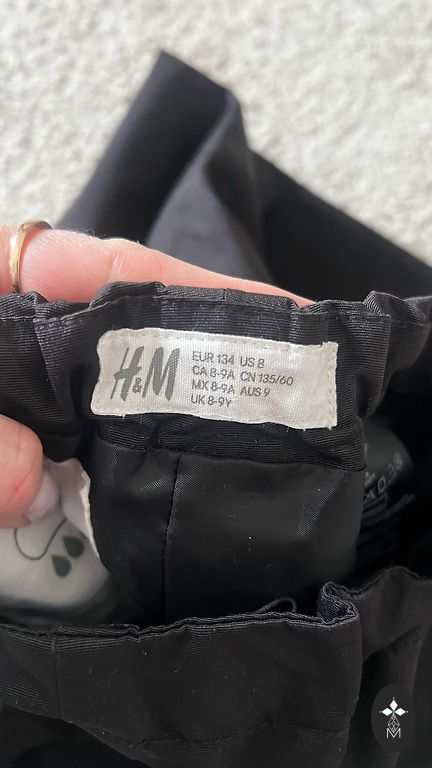 H&M
EUR 134 US 8
CA 8-9A CN 135/60
MX 8-9A AUS 9
UK 8-9Y
M